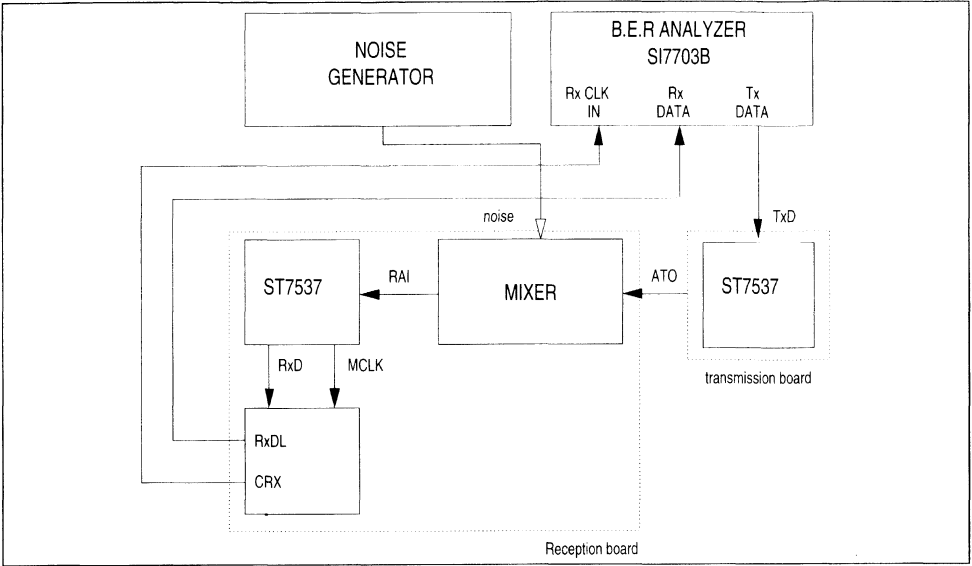 NOISE
GENERATOR
B.E.R ANALYZER
SI7703B
Rx CLK
IN
Rx
DATA
Tx
DATA
noise
TxD
ST7537
RAI
MIXER
ATO
ST7537
RxD
MCLK
transmission board
RxDL
CRX
Reception board